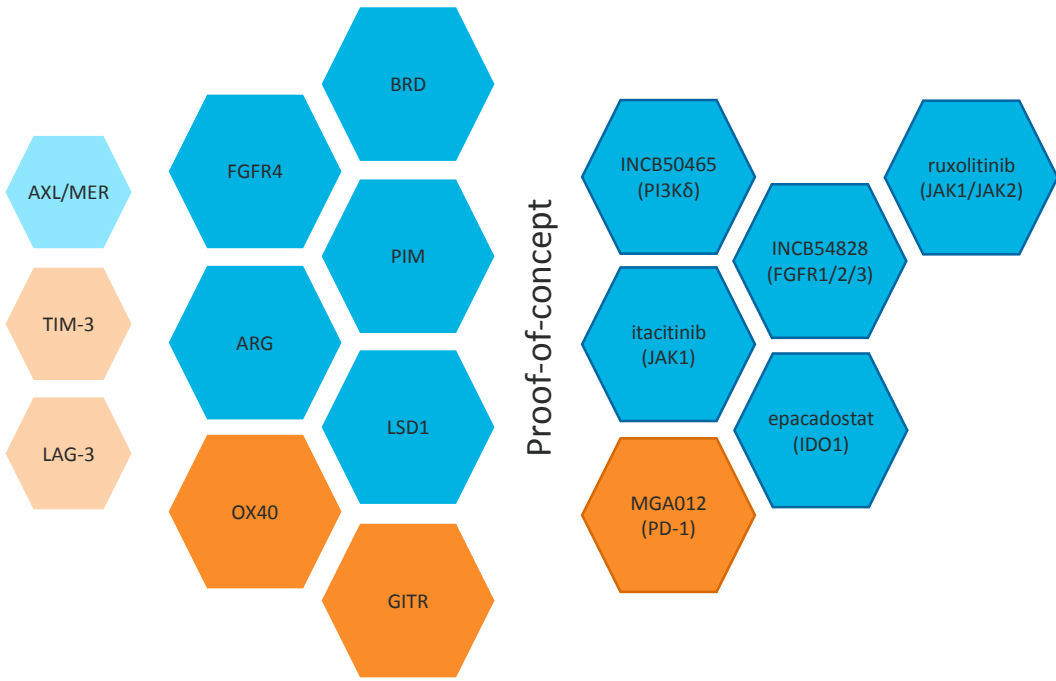 AXL/MER
TIM-3
LAG-3
FGFR4
ARG
OX40
BRD
PIM
LSD1
GITR
Proof-of-concept
INCB50465
(PI3Kδ)
itacitinib
(JAK1)
MGA012
(PD-1)
INCB54828
(FGFR1/2/3)
epacadostat
(IDO1)
ruxolitinib
(JAK1/JAK2)